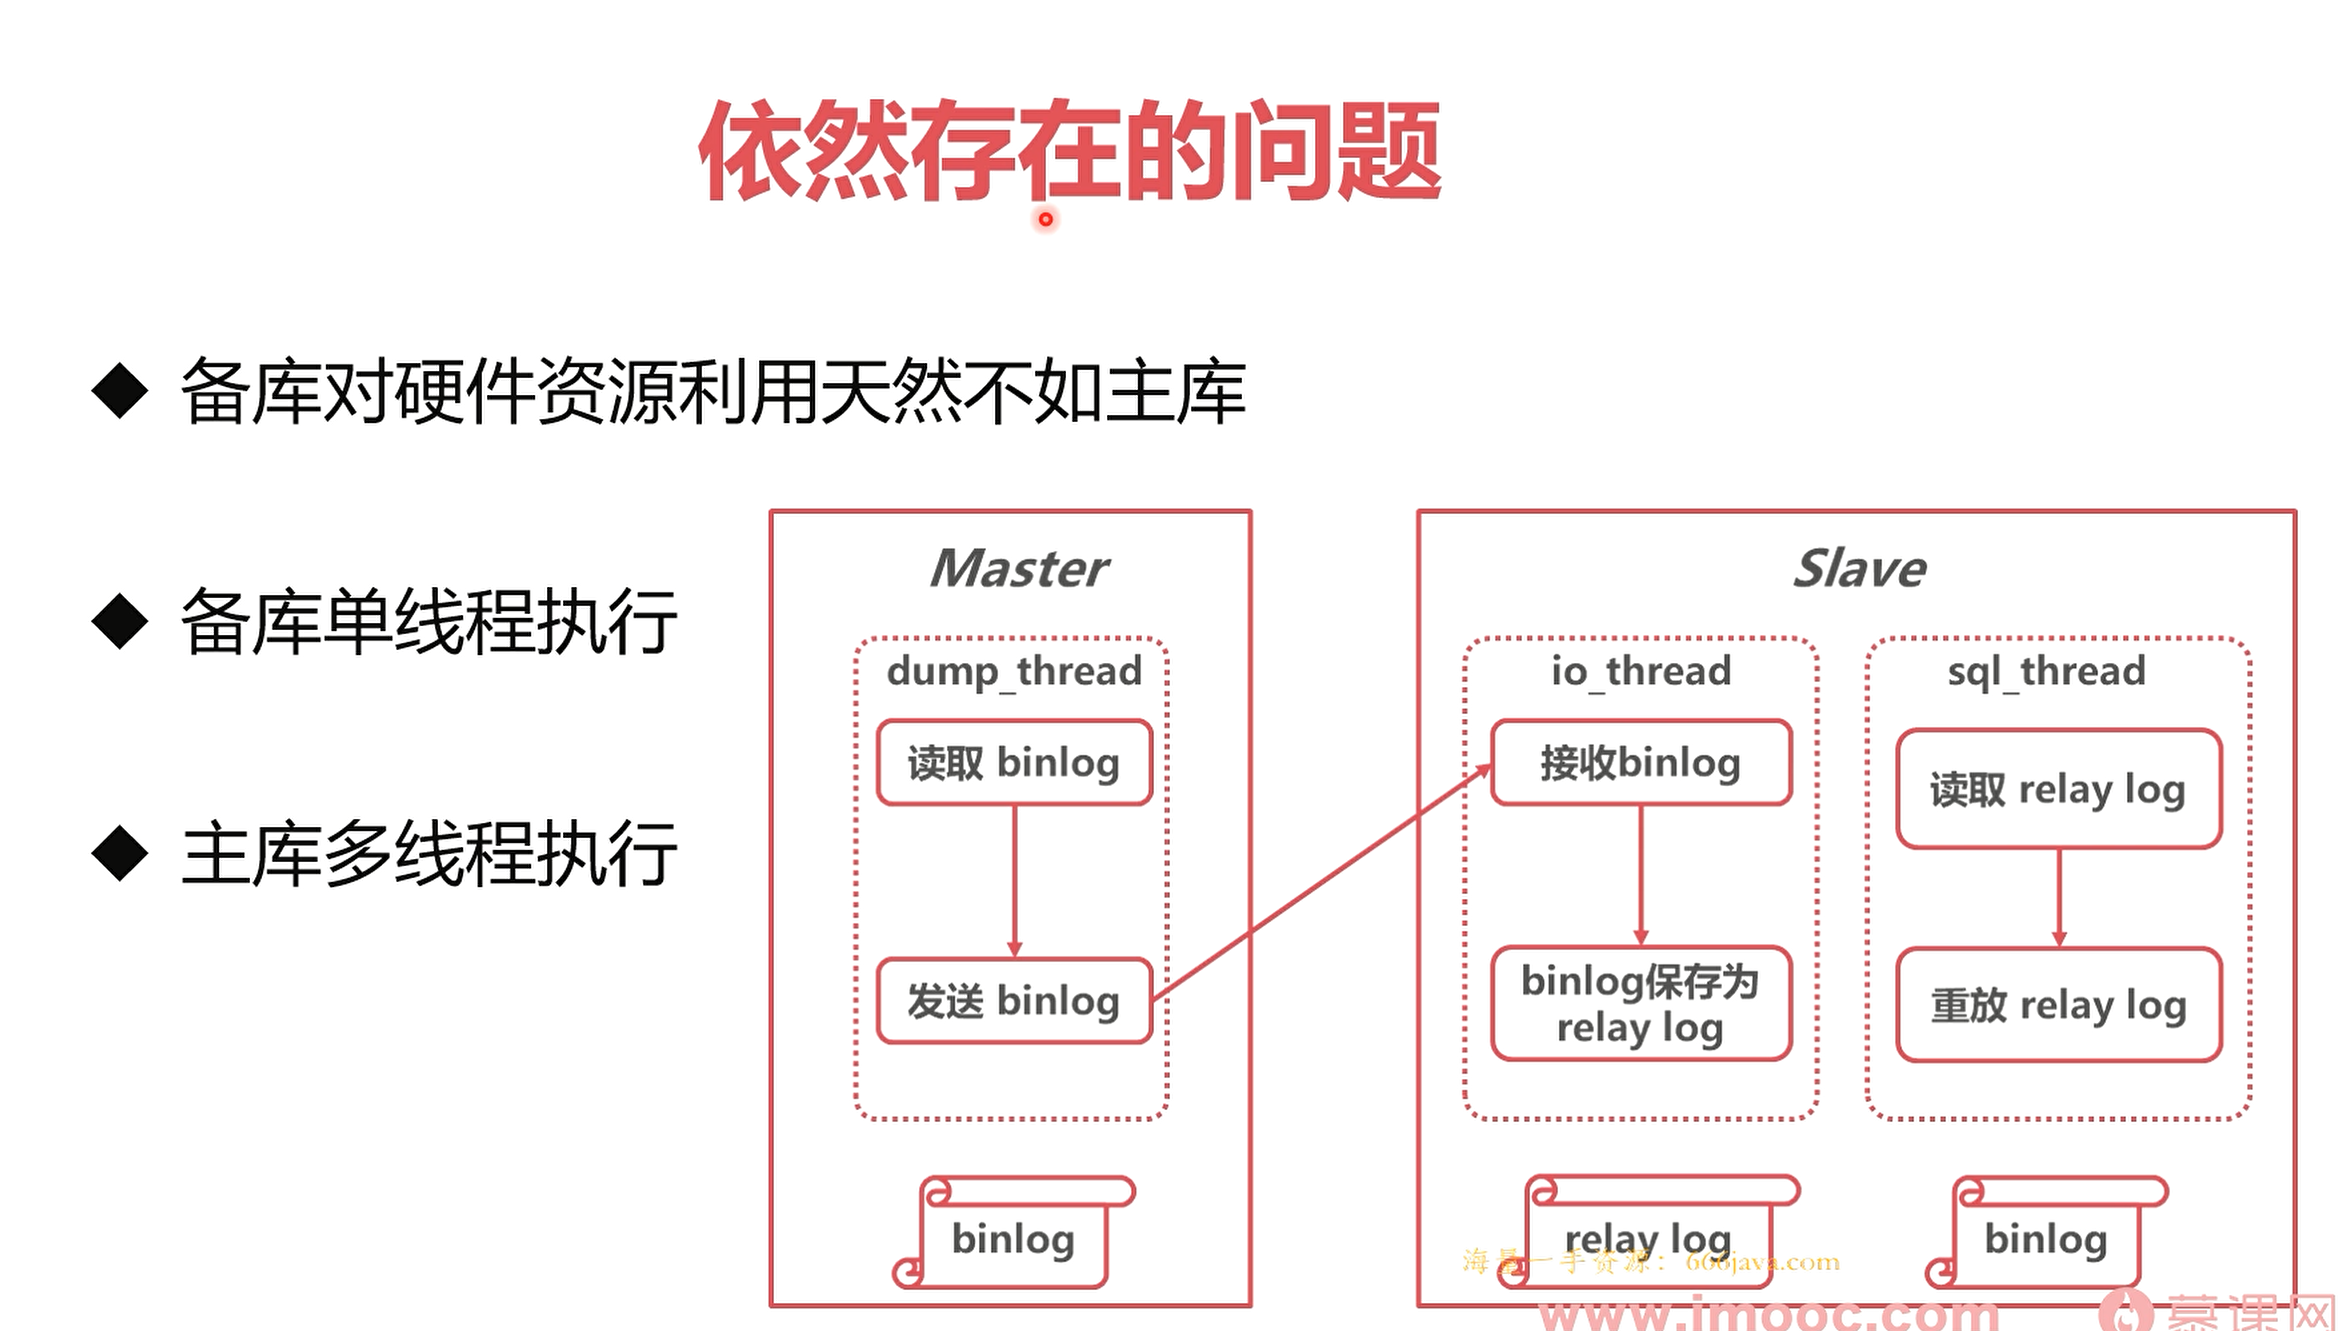 依然存在的问题
备库对硬件资源利用天然不如主库
备库单线程执行
主库多线程执行
Master
dump_thread
读取 binlog
发送 binlog
binlog
Slave
io_thread
接收binlog
binlog保存为
relay log
relay log
sql_thread
读取 relay log
重放 relay log
binlog
海量一手资源：666java.com
www.imooc.com
慕课网